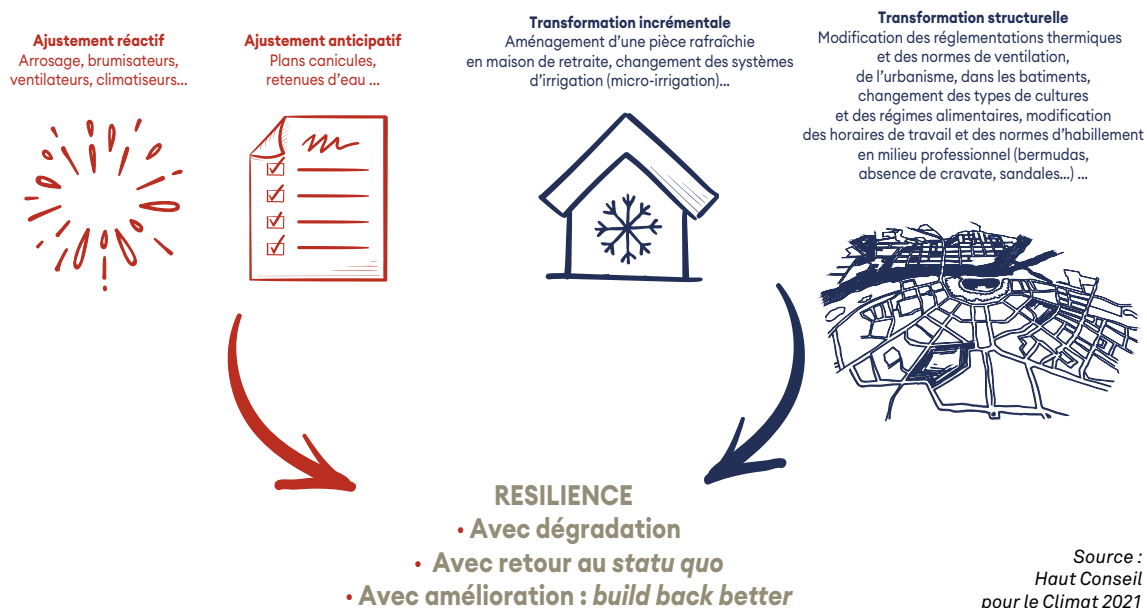 Ajustement réactif
Arrosage, brumisateurs,
ventilateurs, climatiseurs...
Ajustement anticipatif
Plans canicules,
retenues d'eau ...
Transformation incrémentale
Aménagement d'une pièce rafraîchie
en maison de retraite, changement des systèmes
d'irrigation (micro-irrigation)...
Transformation structurelle
Modification des réglementations thermiques
et des normes de ventilation,
de l'urbanisme, dans les batiments,
changement des types de cultures
et des régimes alimentaires, modification
des horaires de travail et des normes d'habillement
en milieu professionnel (bermudas,
absence de cravate, sandales...) ...
RESILIENCE
• Avec dégradation
• Avec retour au statu quo
• Avec amélioration : build back better
Source :
Haut Conseil
pour le Climat 2021